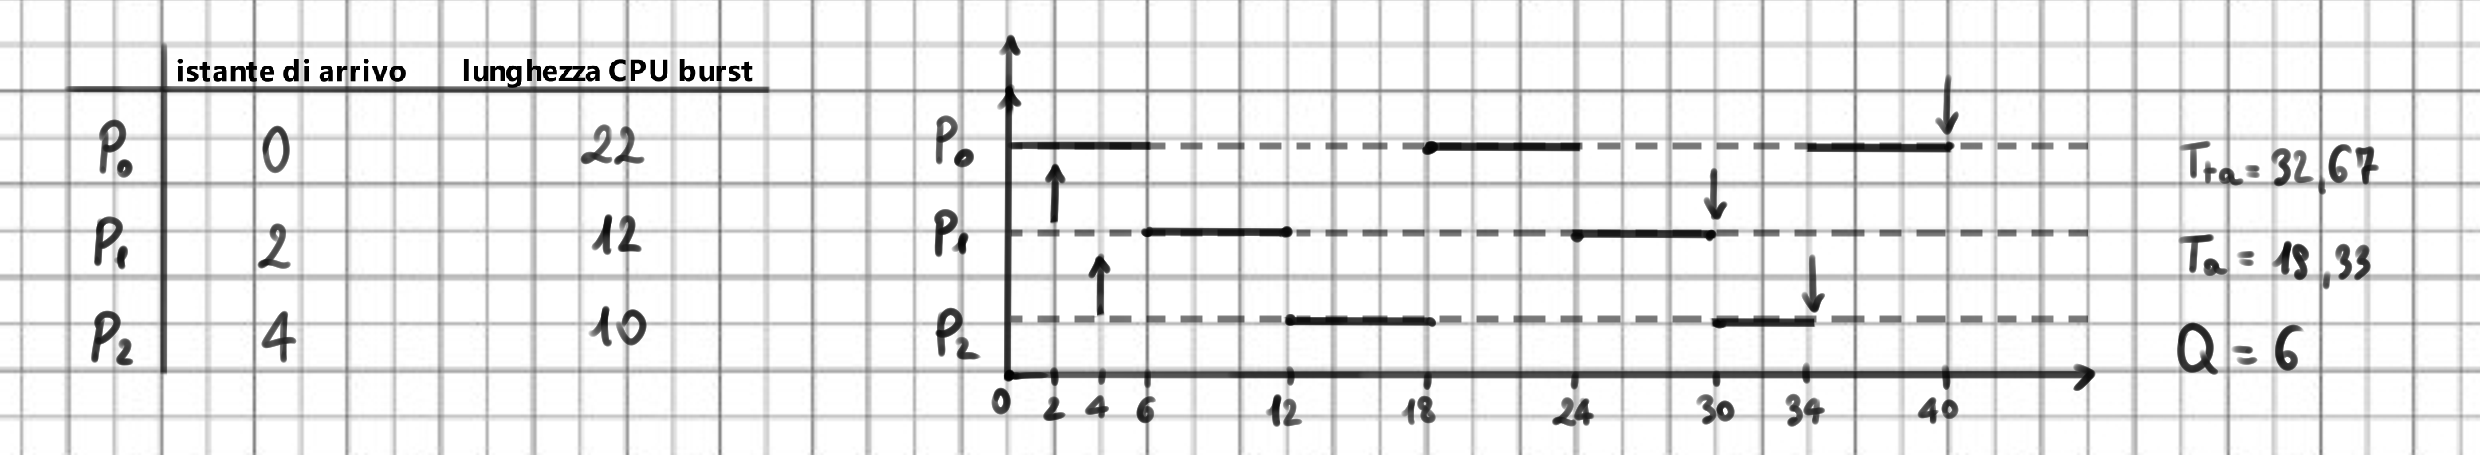 istante di arrivo lunghezza CPU burst
P0 0 22
P1 2 12
P2 4 10
P0
P1
P2
0 2 4 6 12 18 24 30 34 40
Tta = 32,67
Ta = 18,33
Q = 6